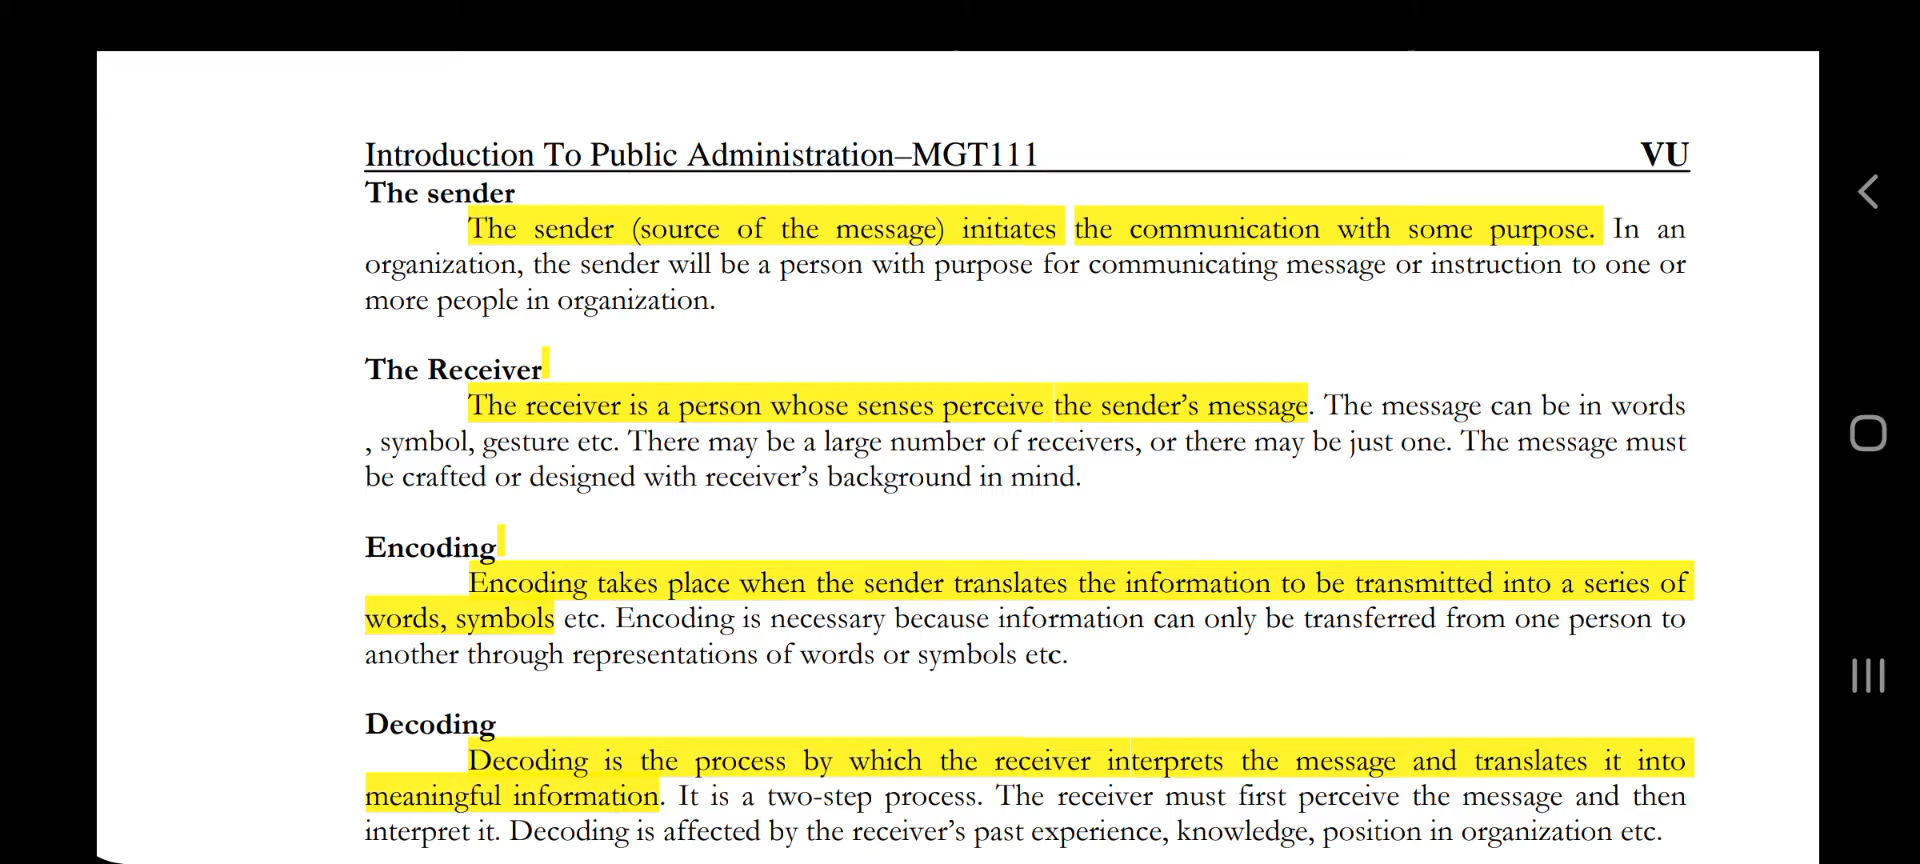 Introduction To Public Administration–MGT111 VU
The sender
The sender (source of the message) initiates the communication with some purpose. In an
organization, the sender will be a person with purpose for communicating message or instruction to one or
more people in organization.
The Receiver
The receiver is a person whose senses perceive the sender’s message. The message can be in words
, symbol, gesture etc. There may be a large number of receivers, or there may be just one. The message must
be crafted or designed with receiver’s background in mind.
Encoding
Encoding takes place when the sender translates the information to be transmitted into a series of
words, symbols etc. Encoding is necessary because information can only be transferred from one person to
another through representations of words or symbols etc.
Decoding
Decoding is the process by which the receiver interprets the message and translates it into
meaningful information. It is a two-step process. The receiver must first perceive the message and then
interpret it. Decoding is affected by the receiver’s past experience, knowledge, position in organization etc.